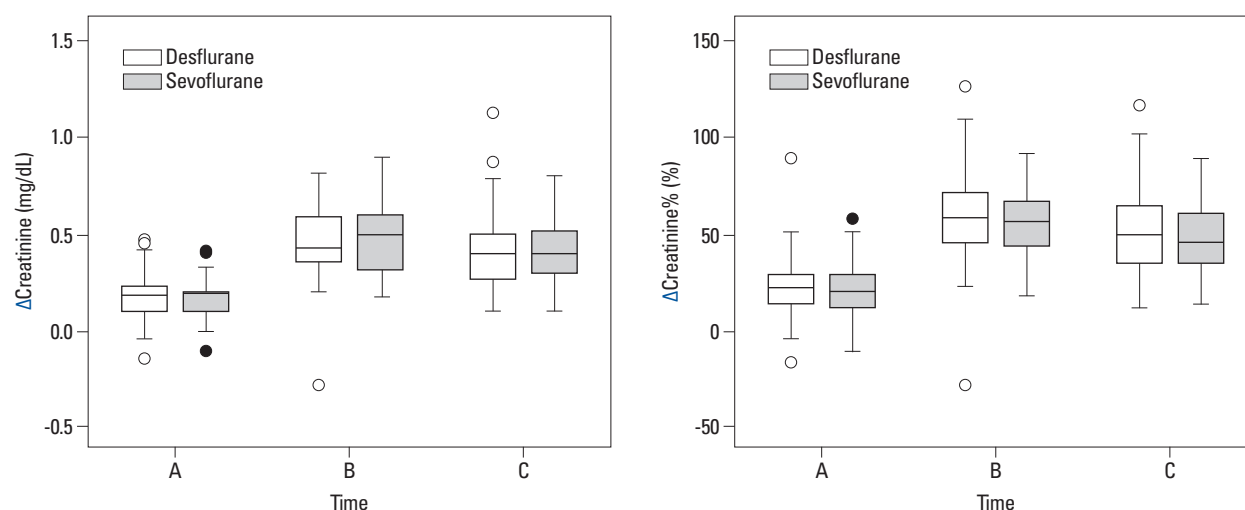 1.5
Desflurane
Sevoflurane
1.0
0.5
0.0
-0.5
ΔCreatinine (mg/dL)
A B C
Time
150
Desflurane
Sevoflurane
100
50
0
-50
ΔCreatinine% (%)
A B C
Time